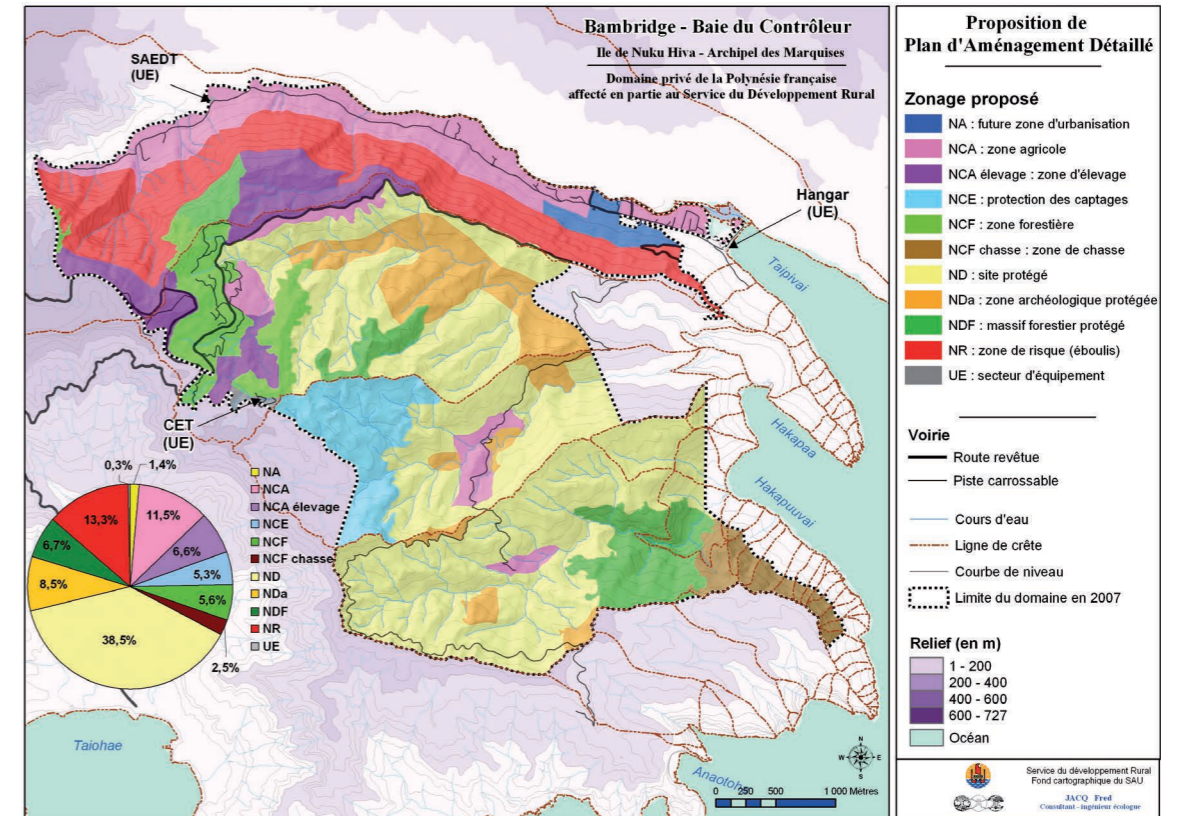 Bambridge - Baie du Contrôleur
Ile de Nuku Hiva - Archipel des Marquises
Domaine privé de la Polynésie française
affecté en partie au Service du Développement Rural
SAEDT
(UE)
Hangar
(UE)
Taipivai
Hakapaa
Hakapuuvai
CET
(UE)
0,3%
1,4%
11,5%
6,6%
5,3%
5,6%
2,5%
38,5%
8,5%
6,7%
13,3%
NA
NCA
NCA élevage
NCE
NCF
NCF chasse
ND
NDa
NDF
NR
UE
Taiohae
N
W
E
S
0 250 500 1 000 Mètres
Proposition de
Plan d'Aménagement Détaillé
Zonage proposé
NA : future zone d'urbanisation
NCA : zone agricole
NCA élevage : zone d'élevage
NCE : protection des captages
NCF : zone forestière
NCF chasse : zone de chasse
ND : site protégé
NDa : zone archéologique protégée
NDF : massif forestier protégé
NR : zone de risque (éboulis)
UE : secteur d'équipement
Voirie
Route revêtue
Piste carrossable
Cours d'eau
Ligne de crête
Courbe de niveau
Limite du domaine en 2007
Relief (en m)
1 - 200
200 - 400
400 - 600
600 - 727
Océan
Service du développement Rural
Fond cartographique du SAU
JACQ Fred
Consultant - ingénieur écologue